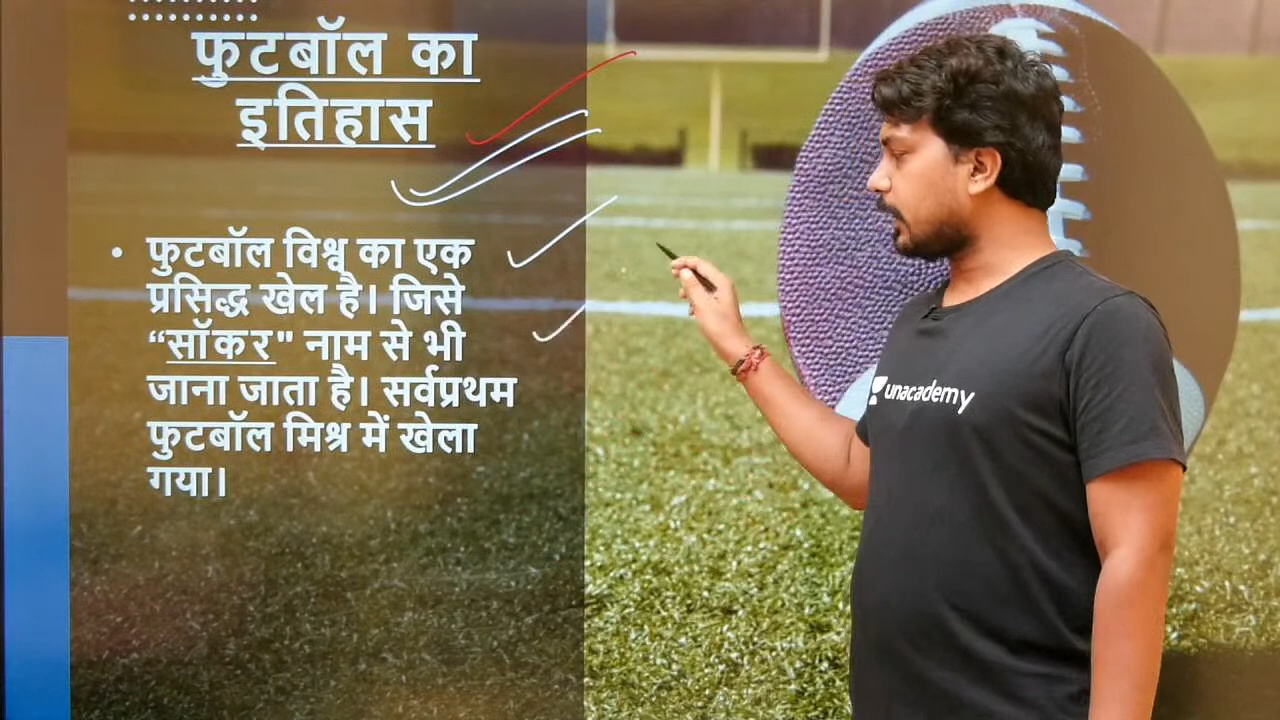 फुटबॉल का
इतिहास
• फुटबॉल विश्व का एक
प्रसिद्ध खेल है। जिसे
“सॉकर" नाम से भी
जाना जाता है। सर्वप्रथम
फुटबॉल मिश्र में खेला
गया।
unacademy